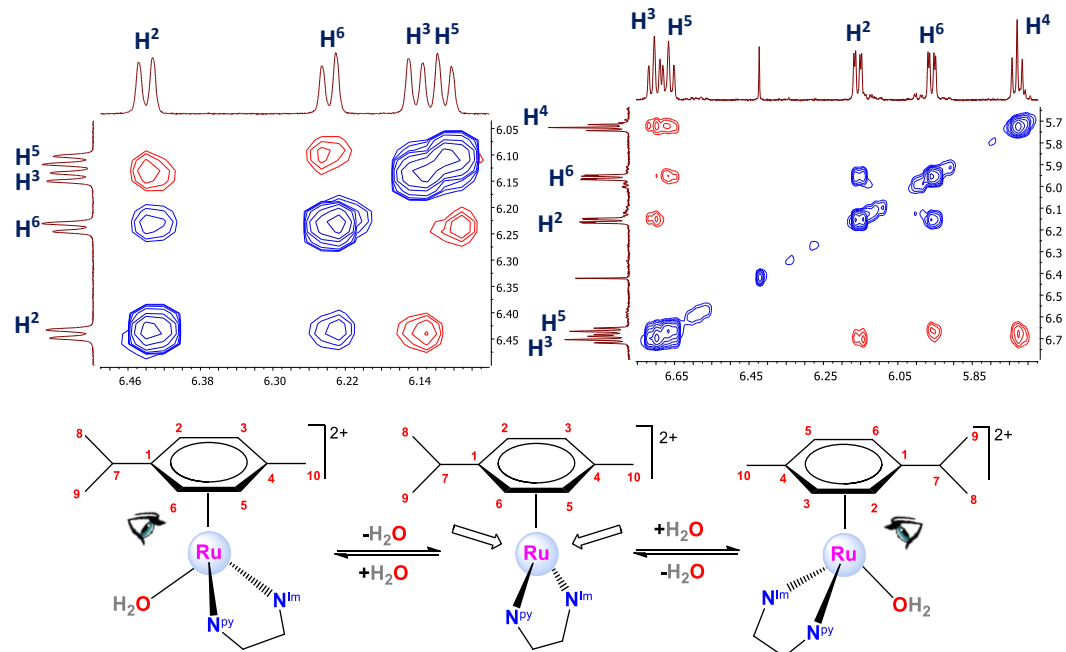 H² H⁶ H³ H⁵
H⁵
H³
H⁶
H²
6.05
6.10
6.15
6.20
6.24
6.30
6.35
6.40
6.45
6.46 6.38 6.30 6.22 6.14
H³ H⁵ H² H⁶ H⁴
H⁴
H⁶
H²
H⁵
H³
5.7
5.9
6.0
6.1
6.3
6.4
6.5
6.6
6.7
6.65 6.45 6.25 6.05 5.85
8 2 3 2+
1
7 4 10
9
6 5
Ru
H₂O
Nᵖʸ
Nᴵᵐ
-H₂O
+H₂O
8 2 3 2+
1
7 4 10
9
6 5
Ru
Nᵖʸ
Nᴵᵐ
+H₂O
-H₂O
5 6 9 2+
1
10 4 7
3 2 8
Ru
Nᴵᵐ
Nᵖʸ
OH₂